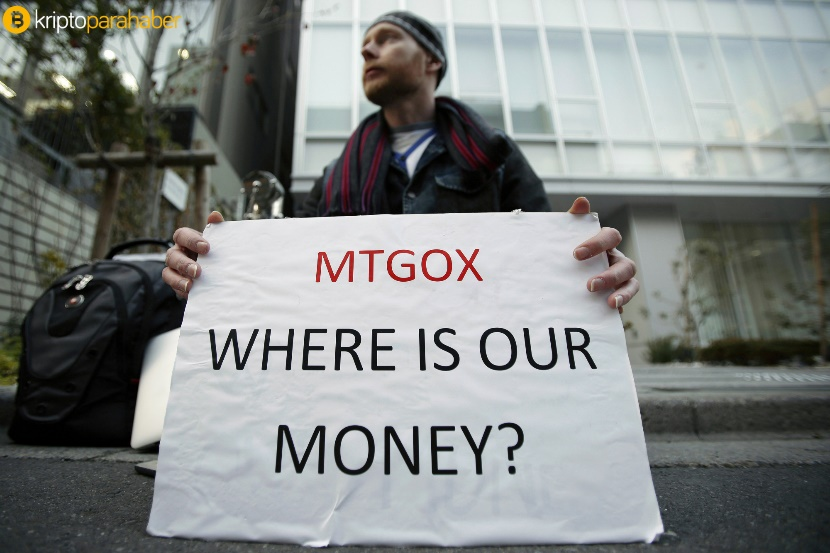 kriptoparahaber
MTGOX
WHERE IS OUR
MONEY?